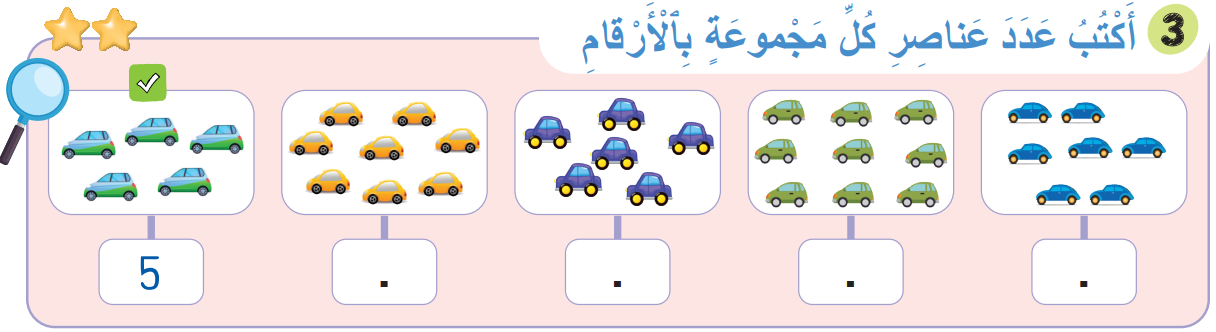 3 أَكْتُبُ عَدَدَ عَناصِرِ كُلِّ مَجْموعَةٍ بِٱلْأَرْقامِ
. . . . 5